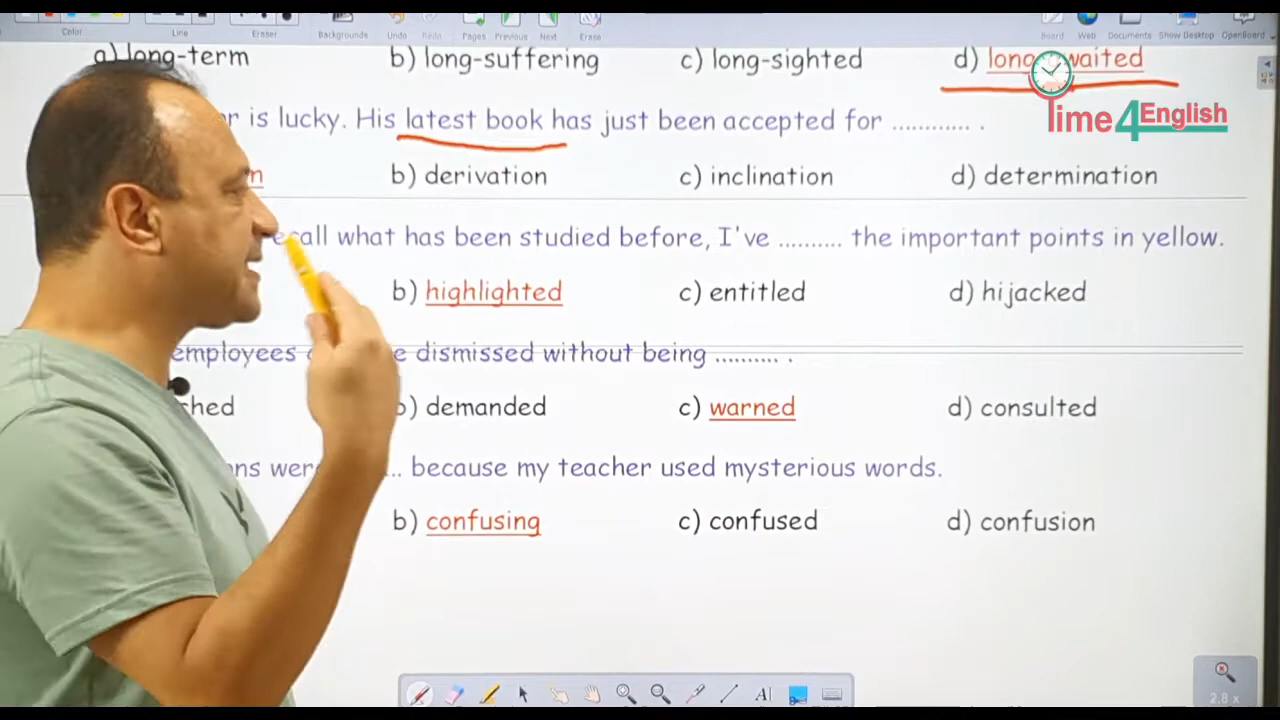 Color Line Eraser Backgrounds Undo Redo Pages Previous Next Erase Board Web Documents Show Desktop OpenBoard
a) long-term b) long-suffering c) long-sighted d)
Time4English
is lucky. His latest book has just been accepted for ............ .
b) derivation c) inclination d) determination
recall what has been studied before, I've .......... the important points in yellow.
b) highlighted c) entitled d) hijacked
employees dismissed without being .......... .
b) demanded c) warned d) consulted
because my teacher used mysterious words.
b) confusing c) confused d) confusion
2.8 x